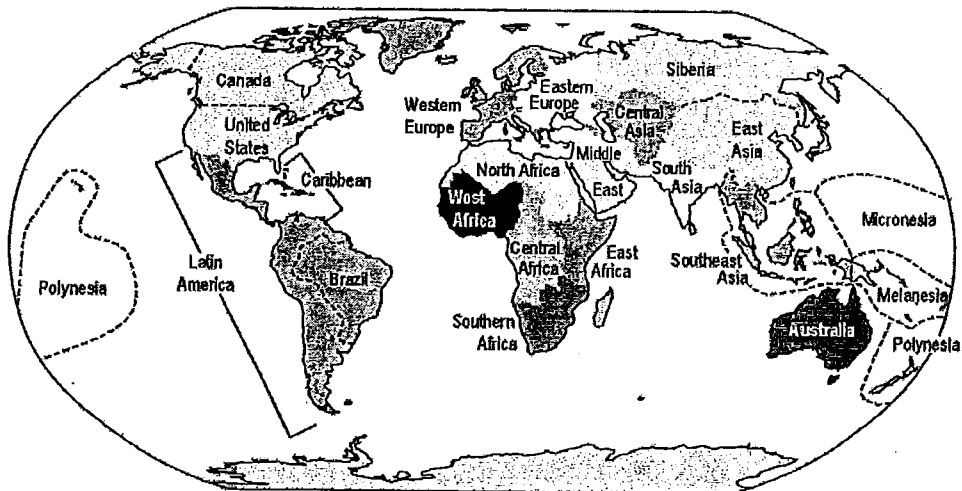 Canada
Siberia
Western
Europe
Eastern
Europe
Central
Asia
United
States
East
Asia
Middle
East
North Africa
South
Asia
Caribbean
West
Africa
Micronesia
Central
Africa
East
Africa
Southeast
Asia
Latin
America
Polynesia
Brazil
Melanesia
Southern
Africa
Australia
Polynesia